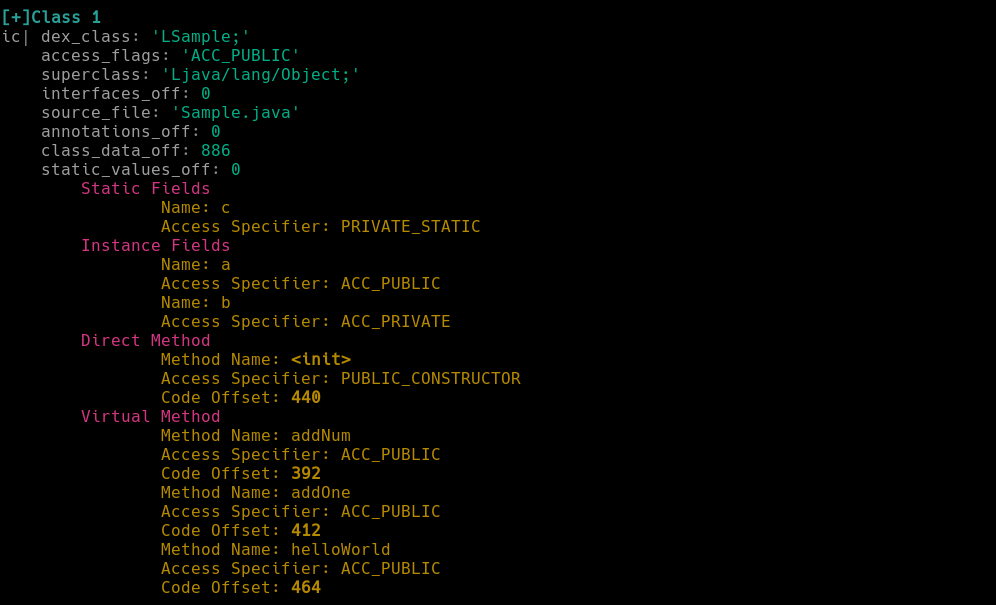 [+]Class 1
ic| dex_class: 'LSample;'
    access_flags: 'ACC_PUBLIC'
    superclass: 'Ljava/lang/Object;'
    interfaces_off: 0
    source_file: 'Sample.java'
    annotations_off: 0
    class_data_off: 886
    static_values_off: 0
        Static Fields
                Name: c
                Access Specifier: PRIVATE_STATIC
        Instance Fields
                Name: a
                Access Specifier: ACC_PUBLIC
                Name: b
                Access Specifier: ACC_PRIVATE
        Direct Method
                Method Name: <init>
                Access Specifier: PUBLIC_CONSTRUCTOR
                Code Offset: 440
        Virtual Method
                Method Name: addNum
                Access Specifier: ACC_PUBLIC
                Code Offset: 392
                Method Name: addOne
                Access Specifier: ACC_PUBLIC
                Code Offset: 412
                Method Name: helloWorld
                Access Specifier: ACC_PUBLIC
                Code Offset: 464